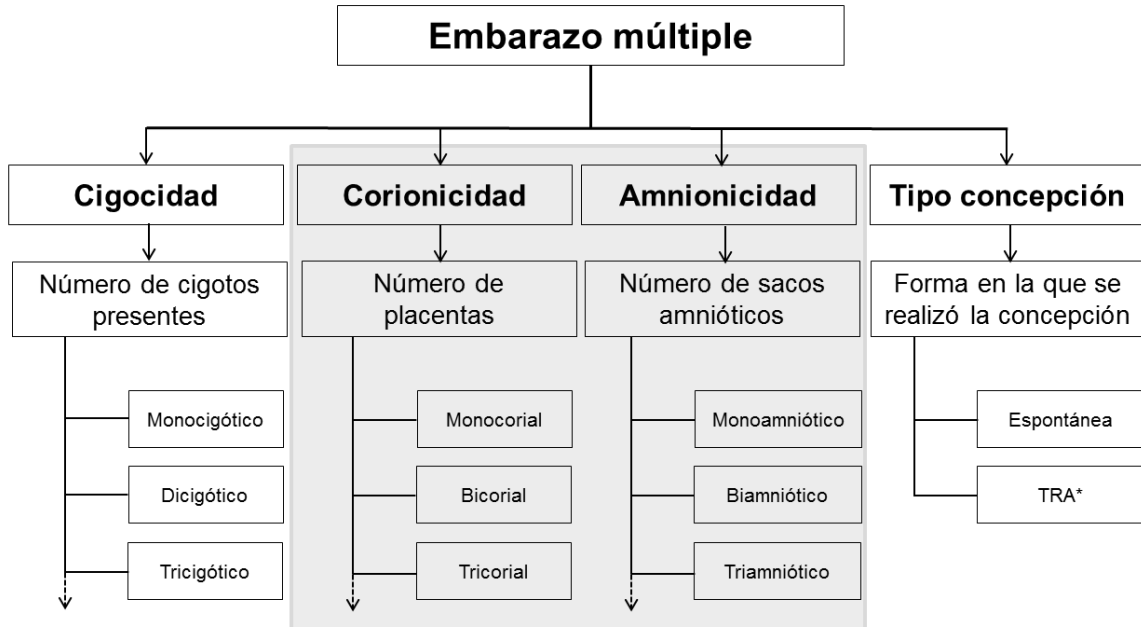 Embarazo múltiple
Cigocidad
Número de cigotos
presentes
Monocigótico
Dicigótico
Tricigótico
Corionicidad
Número de
placentas
Monocorial
Bicorial
Tricorial
Amnionicidad
Número de sacos
amnióticos
Monoamniótico
Biamniótico
Triamniótico
Tipo concepción
Forma en la que se
realizó la concepción
Espontánea
TRA*